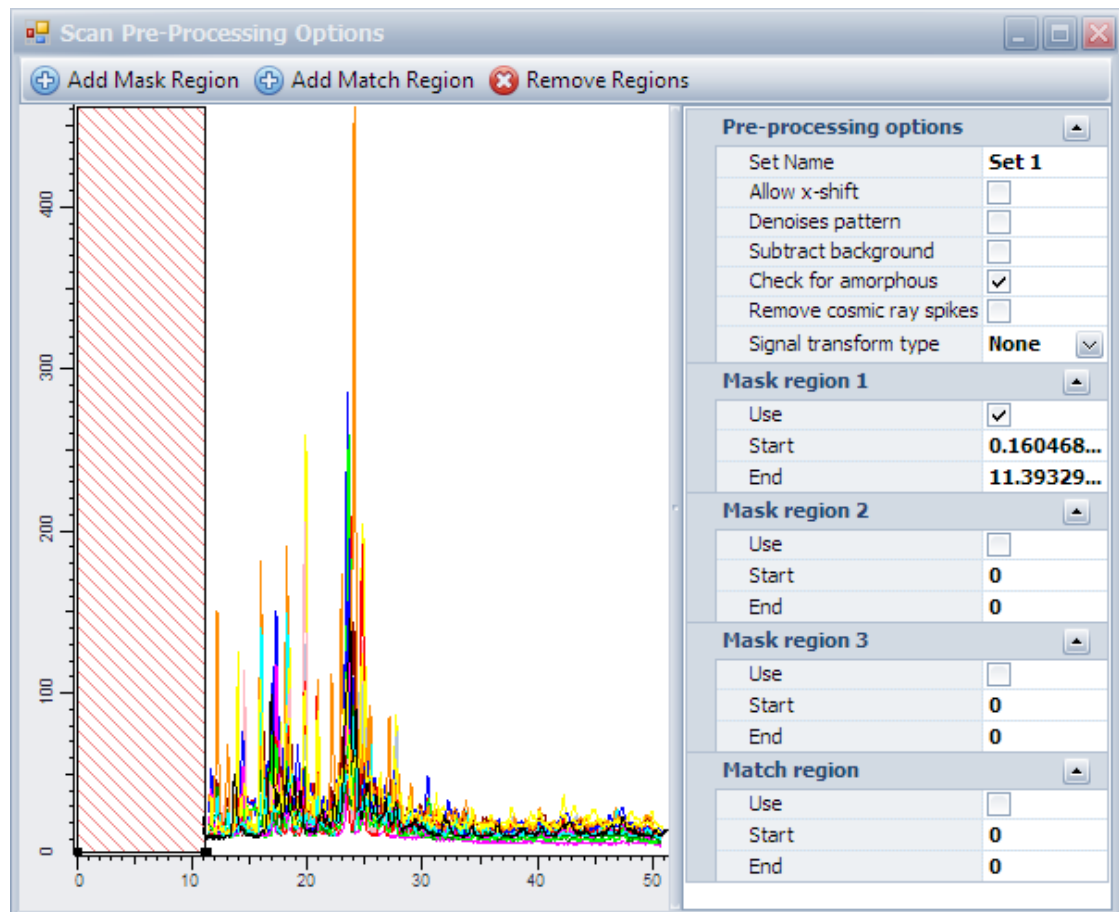 Scan Pre-Processing Options
Add Mask Region Add Match Region Remove Regions
400
300
200
100
0
0 10 20 30 40 50
Pre-processing options
Set Name Set 1
Allow x-shift
Denoises pattern
Subtract background
Check for amorphous
Remove cosmic ray spikes
Signal transform type None
Mask region 1
Use
Start 0.160468...
End 11.39329...
Mask region 2
Use
Start 0
End 0
Mask region 3
Use
Start 0
End 0
Match region
Use
Start 0
End 0